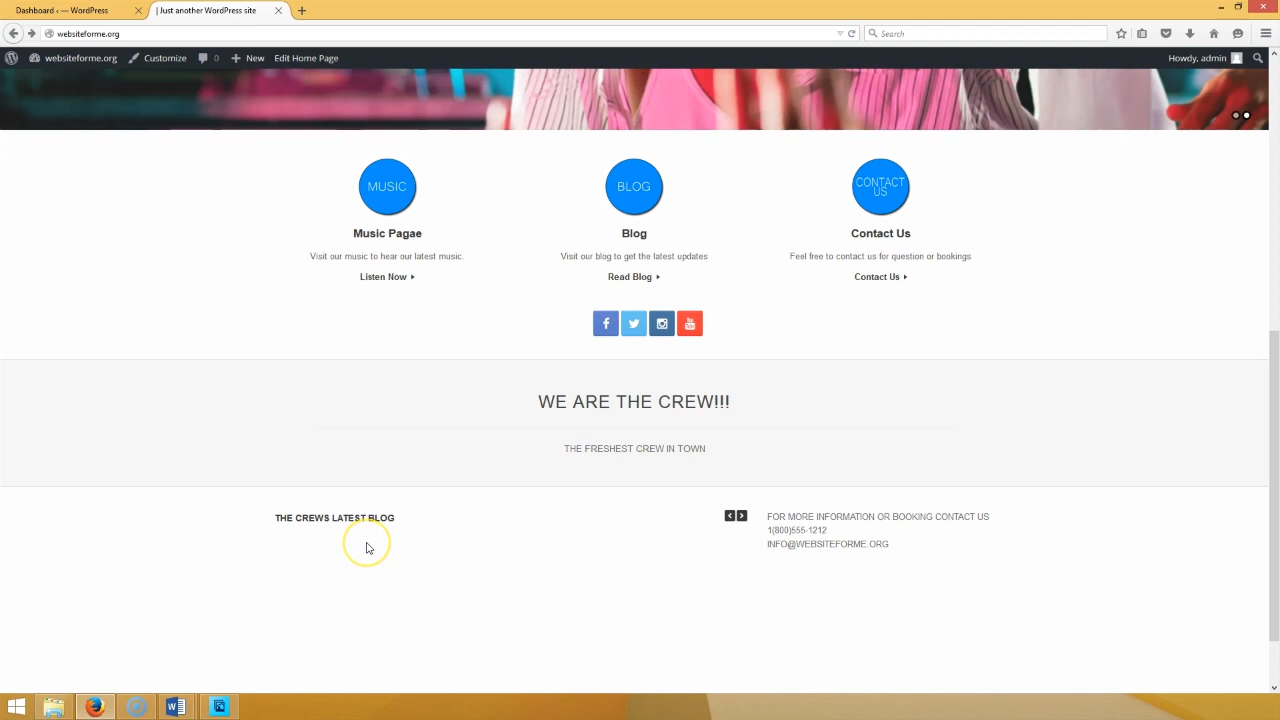 Dashboard ‹ — WordPress
| Just another WordPress site
websiteforme.org
Search
websiteforme.org
Customize
0
New
Edit Home Page
Howdy, admin
MUSIC
BLOG
CONTACT
US
Music Pagae
Blog
Contact Us
Visit our music to hear our latest music.
Visit our blog to get the latest updates
Feel free to contact us for question or bookings
Listen Now
Read Blog
Contact Us
You
Tube
WE ARE THE CREW!!!
THE FRESHEST CREW IN TOWN
THE CREWS LATEST BLOG
FOR MORE INFORMATION OR BOOKING CONTACT US
1(800)555-1212
INFO@WEBSITEFORME.ORG